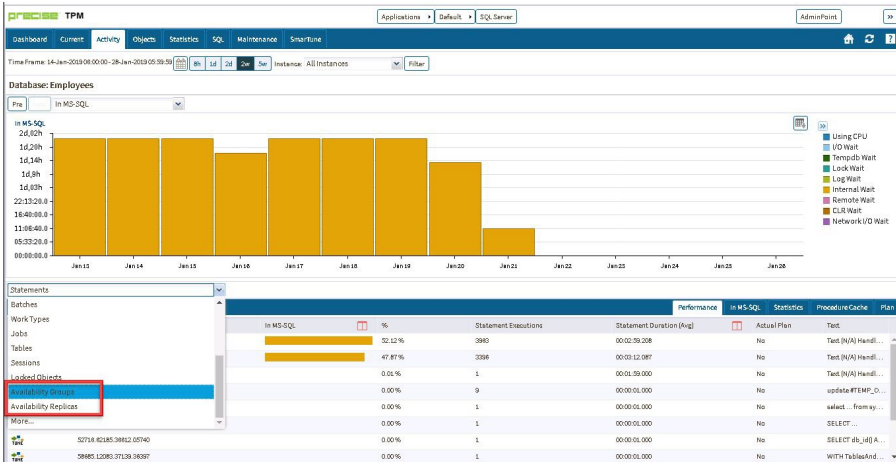 precise TPM
Applications Default SQL Server
AdminPoint
Dashboard Current Activity Objects Statistics SQL Maintenance SmarTune
Time Frame: 14-Jan-2019 06:00:00 - 28-Jan-2019 05:59:59 8h 1d 2d 2w 5w Instance: All Instances Filter
Database: Employees
Pre In MS-SQL
In MS-SQL
2d,02h
1d,20h
1d,14h
1d,9h
1d,03h
22:13:20.0
16:40:00.0
11:06:40.0
05:33:20.0
00:00:00.0
Jan 13 Jan 14 Jan 15 Jan 16 Jan 17 Jan 18 Jan 19 Jan 20 Jan 21 Jan 22 Jan 23 Jan 24 Jan 25 Jan 26
Using CPU
I/O Wait
Tempdb Wait
Lock Wait
Log Wait
Internal Wait
Remote Wait
CLR Wait
Network I/O Wait
Statements
Batches
Work Types
Jobs
Tables
Sessions
Locked Objects
Availability Groups
Availability Replicas
More...
Performance In MS-SQL Statistics Procedure Cache Plan
In MS-SQL % Statement Executions Statement Duration (Avg) Actual Plan Text
52.12 % 3983 00:02:59.208 No Text (N/A) Handl...
47.87 % 3386 00:03:12.087 No Text (N/A) Handl...
0.01 % 1 00:01:59.000 No Text (N/A) Handl...
0.00 % 9 00:00:01.000 No update #TEMP_O...
0.00 % 1 00:00:01.000 No select ... from sy...
0.00 % 1 00:00:01.000 No SELECT ...
52716.62185.36612.05740 0.00 % 1 00:00:01.000 No SELECT db_id() A...
58685.12083.37139.36397 0.00 % 1 00:00:01.000 No WITH TablesAnd...